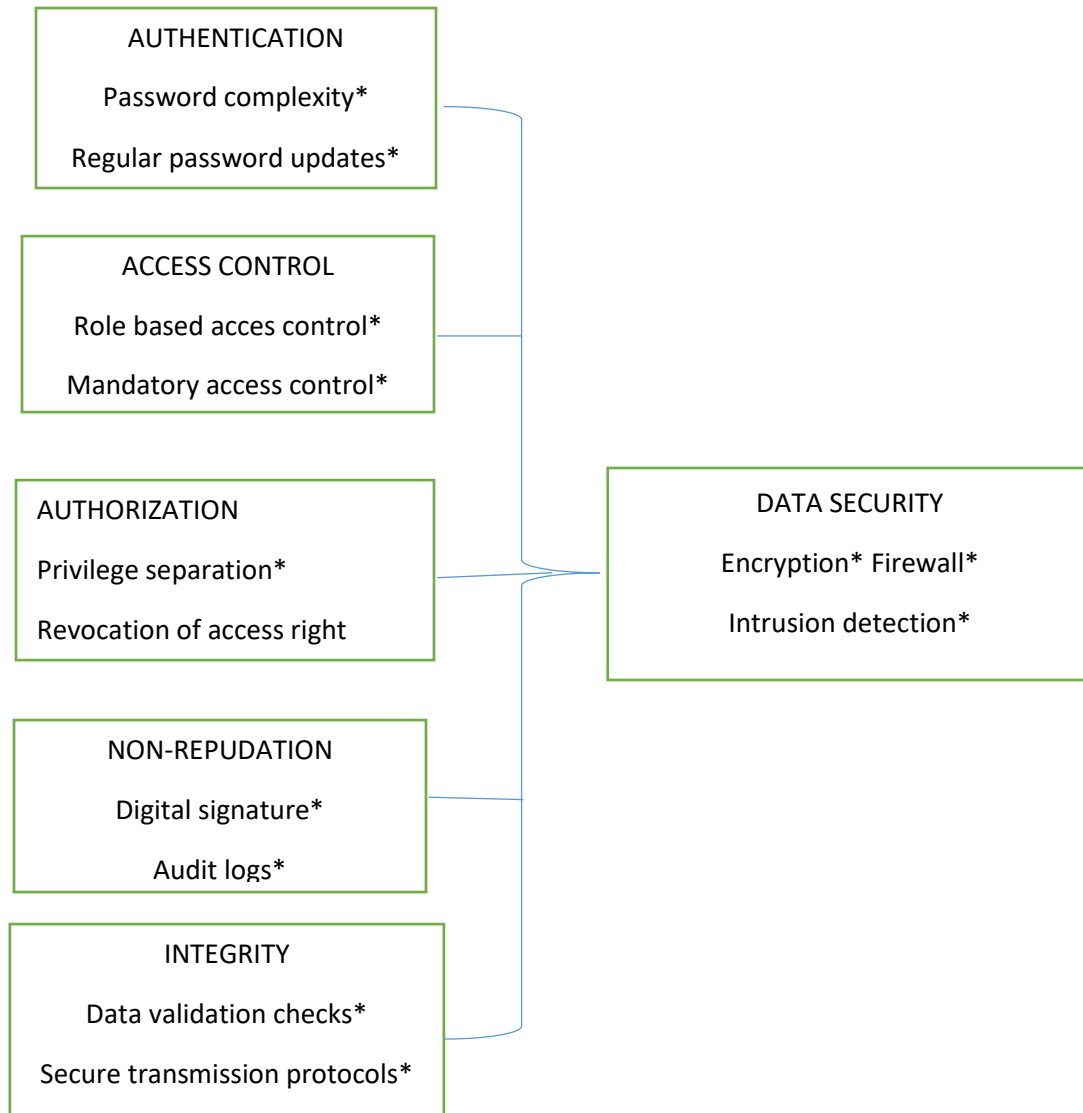 AUTHENTICATION
Password complexity*
Regular password updates*
ACCESS CONTROL
Role based acces control*
Mandatory access control*
AUTHORIZATION
Privilege separation*
Revocation of access right
NON-REPUDATION
Digital signature*
Audit logs*
INTEGRITY
Data validation checks*
Secure transmission protocols*
DATA SECURITY
Encryption* Firewall*
Intrusion detection*